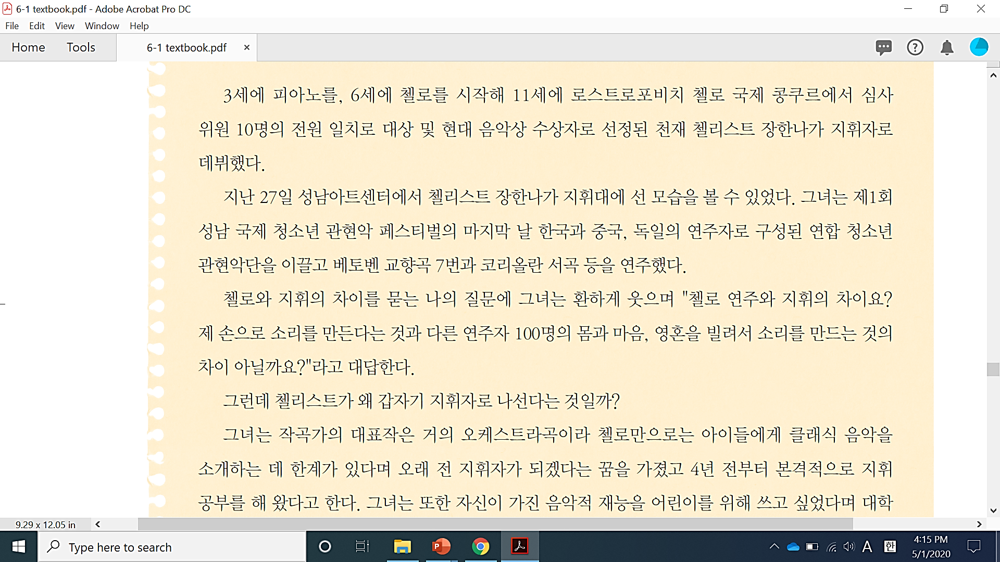 6-1 textbook.pdf - Adobe Acrobat Pro DC
File Edit View Window Help
Home Tools 6-1 textbook.pdf ×
3세에 피아노를, 6세에 첼로를 시작해 11세에 로스트로포비치 첼로 국제 콩쿠르에서 심사
위원 10명의 전원 일치로 대상 및 현대 음악상 수상자로 선정된 천재 첼리스트 장한나가 지휘자로
데뷔했다.
지난 27일 성남아트센터에서 첼리스트 장한나가 지휘대에 선 모습을 볼 수 있었다. 그녀는 제1회
성남 국제 청소년 관현악 페스티벌의 마지막 날 한국과 중국, 독일의 연주자로 구성된 연합 청소년
관현악단을 이끌고 베토벤 교향곡 7번과 코리올란 서곡 등을 연주했다.
첼로와 지휘의 차이를 묻는 나의 질문에 그녀는 환하게 웃으며 "첼로 연주와 지휘의 차이요?
제 손으로 소리를 만든다는 것과 다른 연주자 100명의 몸과 마음, 영혼을 빌려서 소리를 만드는 것의
차이 아닐까요?"라고 대답한다.
그런데 첼리스트가 왜 갑자기 지휘자로 나선다는 것일까?
그녀는 작곡가의 대표작은 거의 오케스트라곡이라 첼로만으로는 아이들에게 클래식 음악을
소개하는 데 한계가 있다며 오래 전 지휘자가 되겠다는 꿈을 가졌고 4년 전부터 본격적으로 지휘
공부를 해 왔다고 한다. 그녀는 또한 자신이 가진 음악적 재능을 어린이를 위해 쓰고 싶었다며 대학
9.29 x 12.05 in
Type here to search
A 한 4:15 PM
5/1/2020